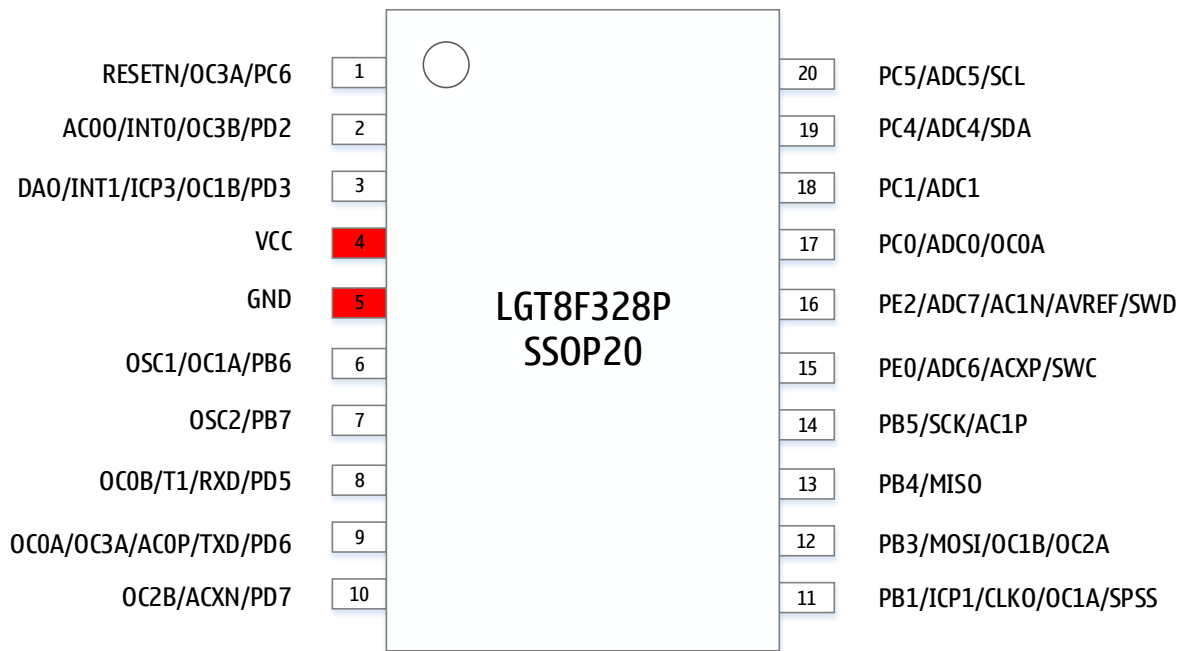 RESETN/OC3A/PC6 1 20 PC5/ADC5/SCL
AC0O/INT0/OC3B/PD2 2 19 PC4/ADC4/SDA
DAO/INT1/ICP3/OC1B/PD3 3 18 PC1/ADC1
VCC 4 17 PC0/ADC0/OC0A
GND 5 16 PE2/ADC7/AC1N/AVREF/SWD
LGT8F328P
SSOP20
OSC1/OC1A/PB6 6 15 PE0/ADC6/ACXP/SWC
OSC2/PB7 7 14 PB5/SCK/AC1P
OC0B/T1/RXD/PD5 8 13 PB4/MISO
OC0A/OC3A/AC0P/TXD/PD6 9 12 PB3/MOSI/OC1B/OC2A
OC2B/ACXN/PD7 10 11 PB1/ICP1/CLKO/OC1A/SPSS